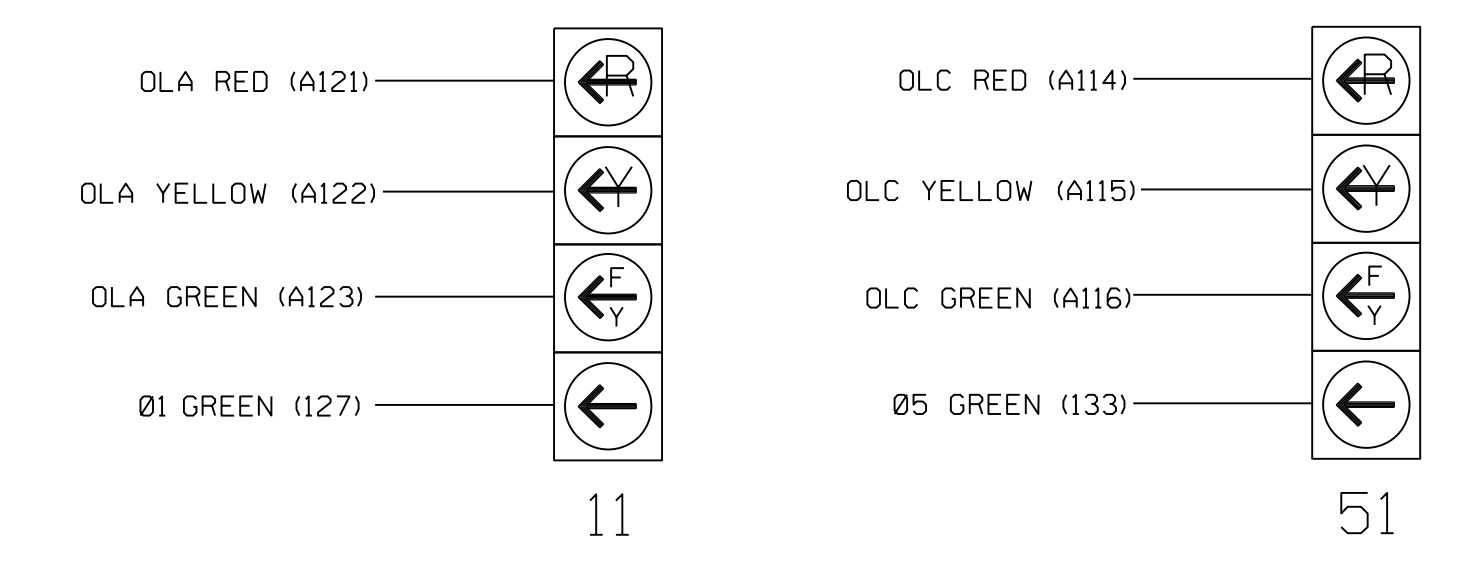 OLA RED (A121)
R
OLA YELLOW (A122)
Y
OLA GREEN (A123)
F
Y
Ø1 GREEN (127)
11
OLC RED (A114)
R
OLC YELLOW (A115)
Y
OLC GREEN (A116)
F
Y
Ø5 GREEN (133)
51